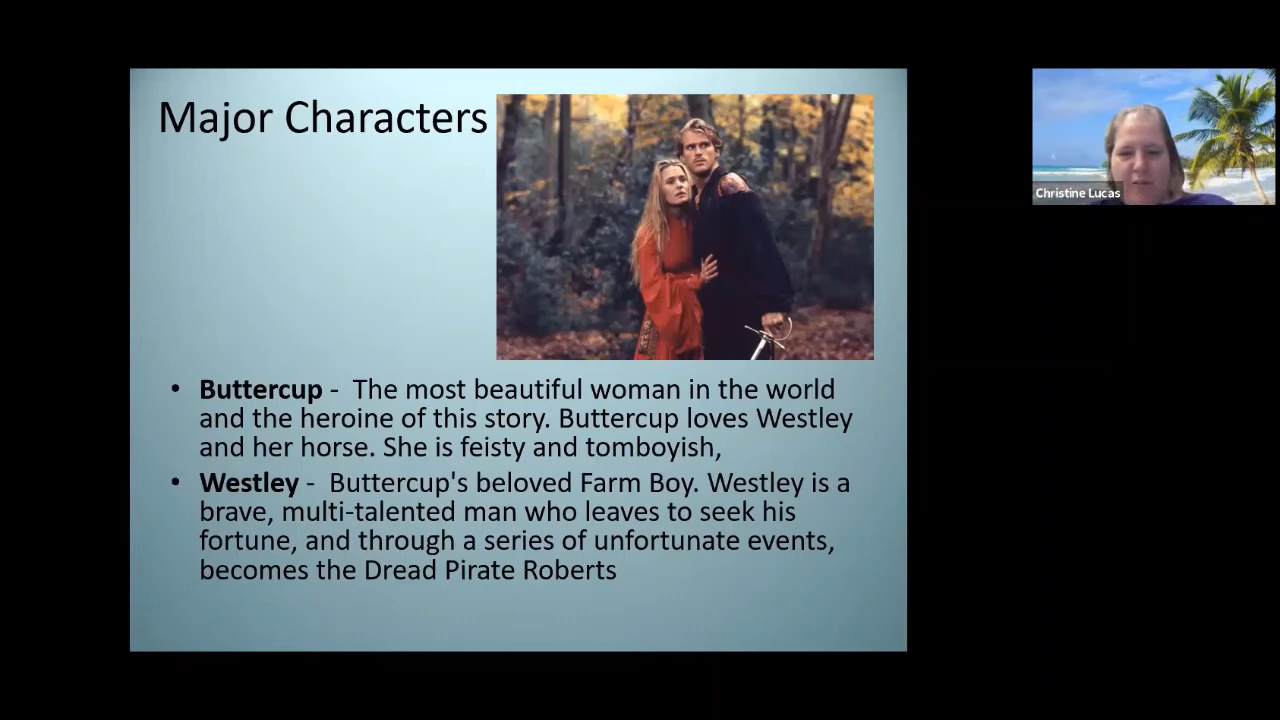 Major Characters
• Buttercup - The most beautiful woman in the world
and the heroine of this story. Buttercup loves Westley
and her horse. She is feisty and tomboyish,
• Westley - Buttercup's beloved Farm Boy. Westley is a
brave, multi-talented man who leaves to seek his
fortune, and through a series of unfortunate events,
becomes the Dread Pirate Roberts
Christine Lucas